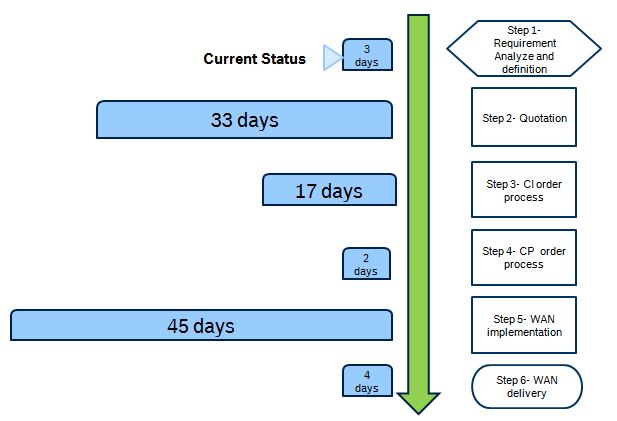 Current Status
3
days
Step 1-
Requirement
Analyze and
definition
33 days
Step 2- Quotation
17 days
Step 3- CI order
process
2
days
Step 4- CP order
process
45 days
Step 5- WAN
implementation
4
days
Step 6- WAN
delivery